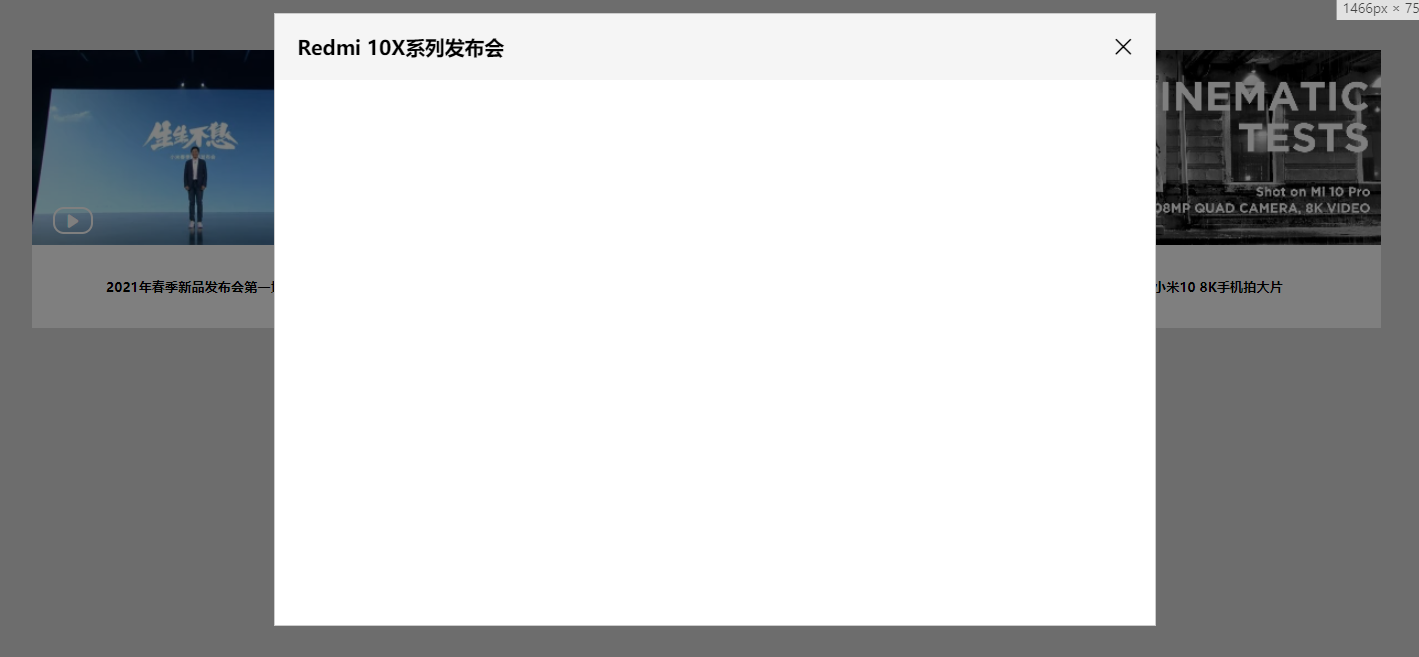 1466px × 75
Redmi 10X系列发布会
生生不息
INEMATIC
TESTS
Shot on Mi 10 Pro
08MP QUAD CAMERA, 8K VIDEO
2021年春季新品发布会第一
小米10 8K手机拍大片